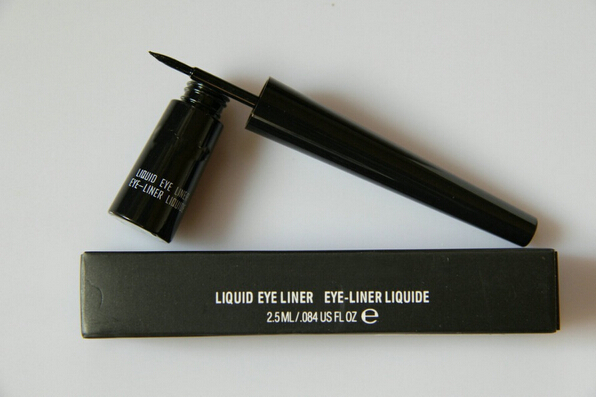 LIQUID EYE LINER
EYE-LINER LIQUIDE
LIQUID EYE LINER EYE-LINER LIQUIDE
2.5 ML / .084 US FL OZ ℮